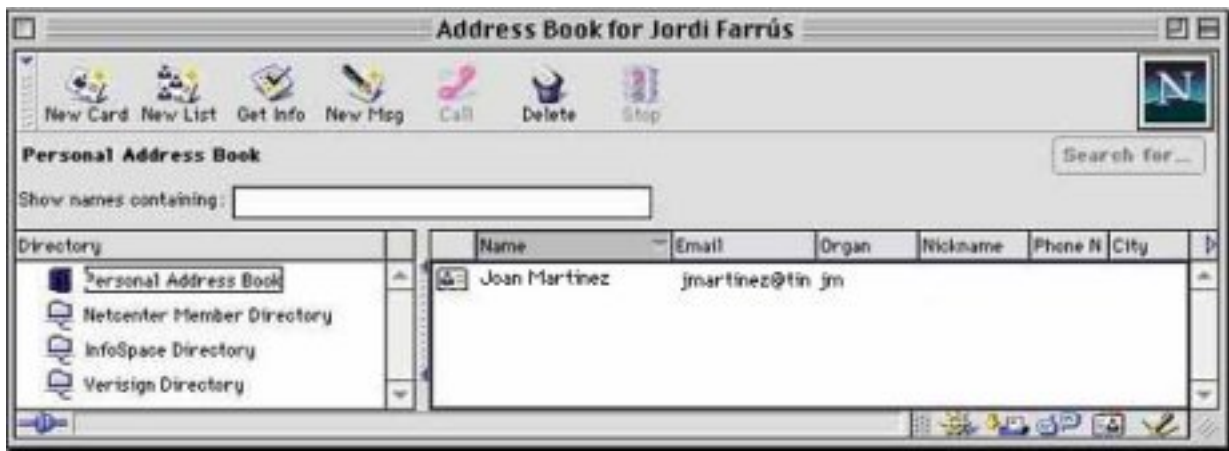 Address Book for Jordi Farrús
New Card New List Get Info New Msg Call Delete Stop
N
Personal Address Book
Search for...
Show names containing:
Directory
Name Email Organ Nickname Phone N City
Personal Address Book
Netcenter Member Directory
InfoSpace Directory
Verisign Directory
Joan Martinez jmartinez@tin jm